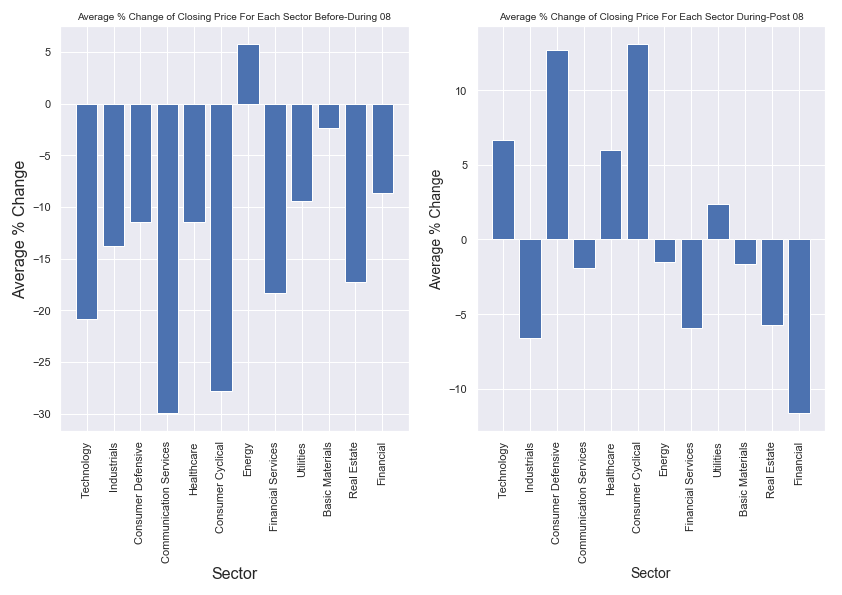 Average % Change of Closing Price For Each Sector Before-During 08
Average % Change
5
0
−5
−10
−15
−20
−25
−30
Technology
Industrials
Consumer Defensive
Communication Services
Healthcare
Consumer Cyclical
Energy
Financial Services
Utilities
Basic Materials
Real Estate
Financial
Sector
Average % Change of Closing Price For Each Sector During-Post 08
Average % Change
10
5
0
−5
−10
Technology
Industrials
Consumer Defensive
Communication Services
Healthcare
Consumer Cyclical
Energy
Financial Services
Utilities
Basic Materials
Real Estate
Financial
Sector